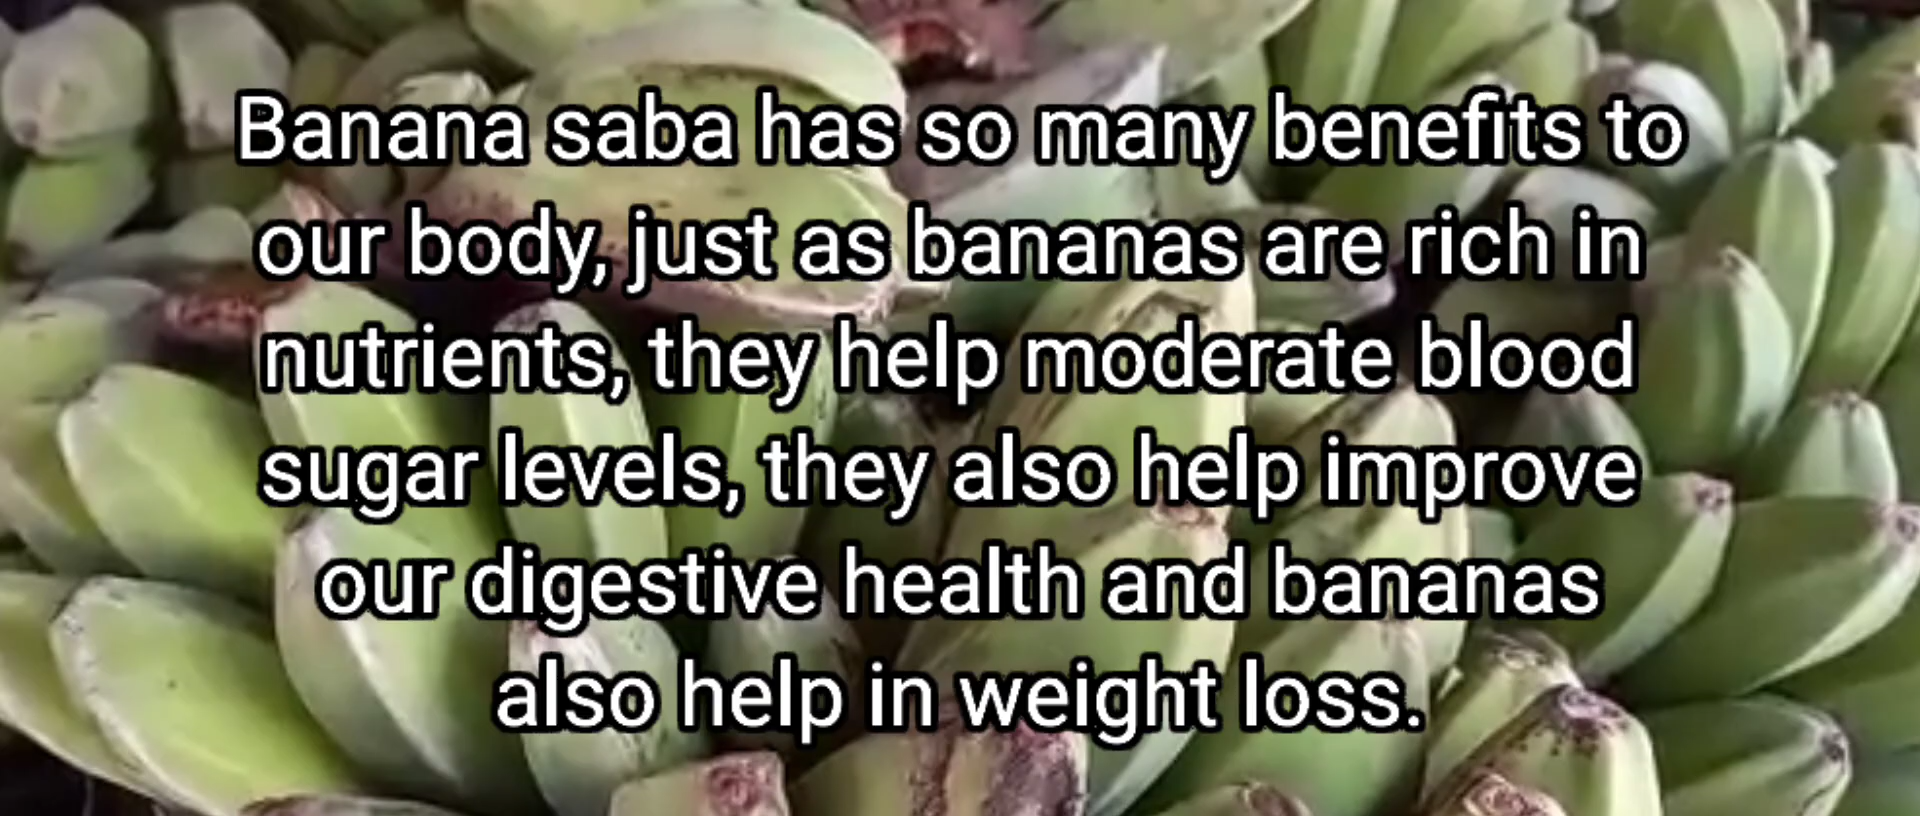 Banana saba has so many benefits to
our body, just as bananas are rich in
nutrients, they help moderate blood
sugar levels, they also help improve
our digestive health and bananas
also help in weight loss.